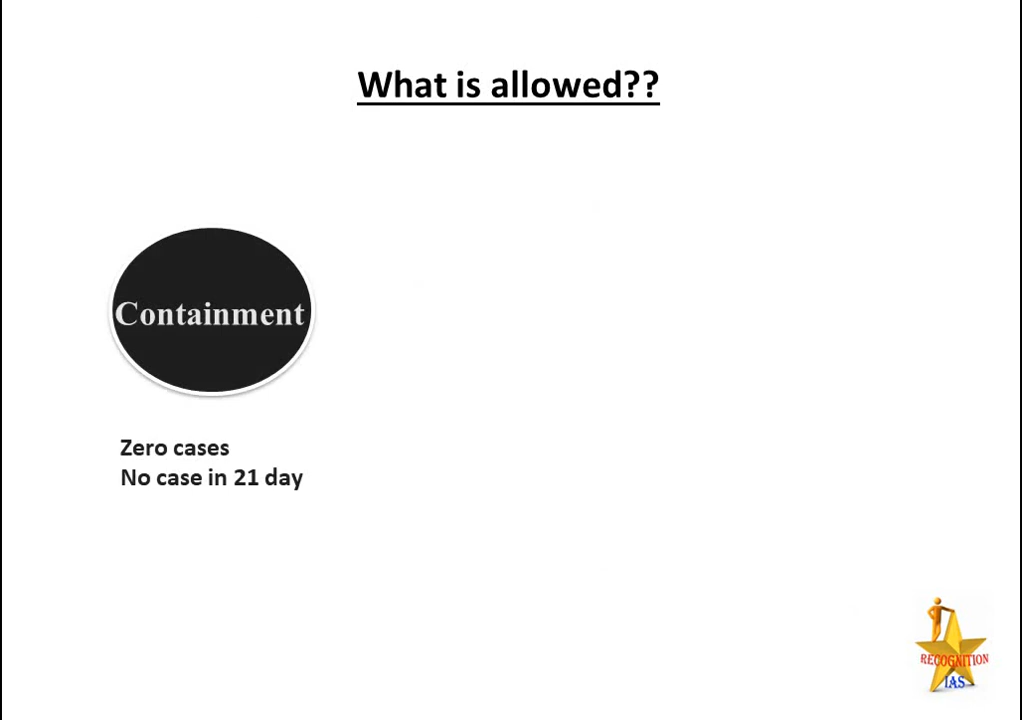 What is allowed??
Containment
Zero cases
No case in 21 day
RECOGNITION
IAS